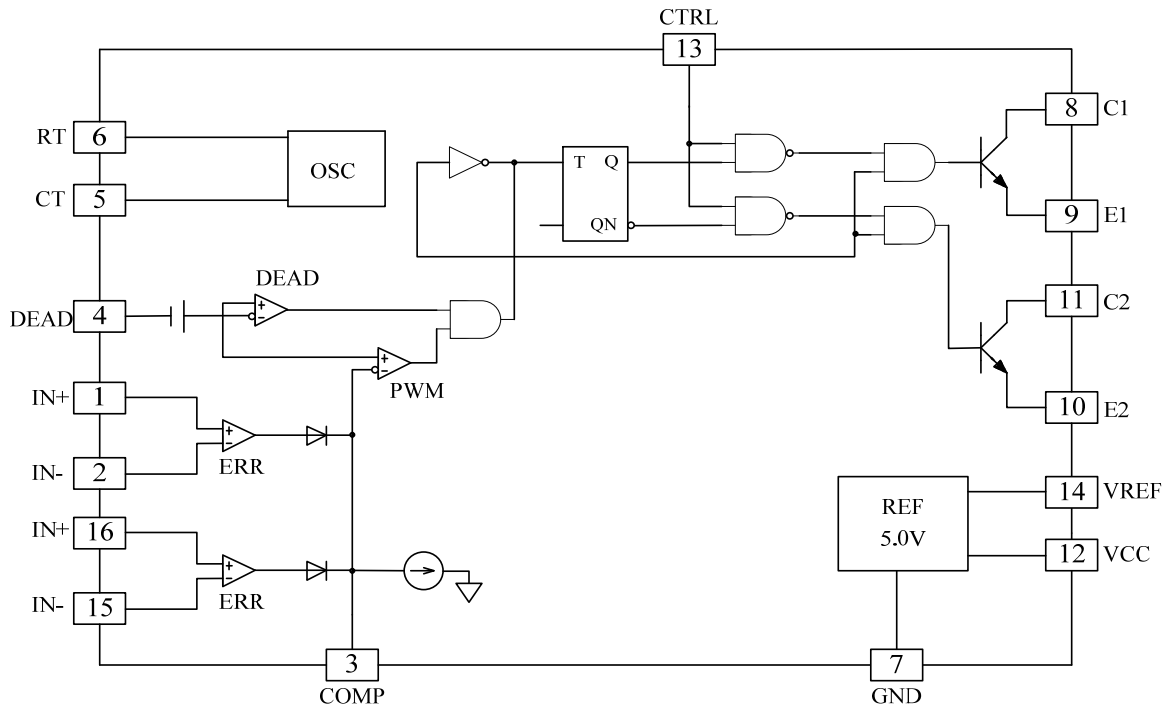 CTRL
13
RT
6
OSC
CT
5
T Q
QN
8
C1
9
E1
DEAD
DEAD
4
+
−
+
−
PWM
11
C2
10
E2
IN+
1
+
−
ERR
IN-
2
IN+
16
+
−
ERR
IN-
15
REF
5.0V
14
VREF
12
VCC
3
COMP
7
GND